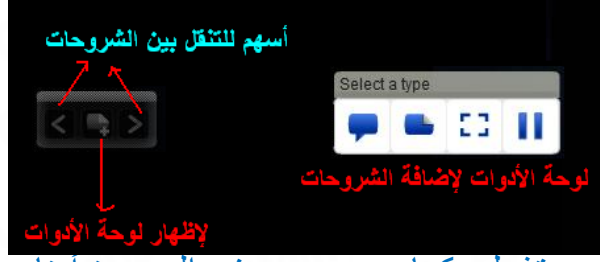 أسهم للتنقل بين الشروحات
Select a type
لوحة الأدوات لإضافة الشروحات
لإظهار لوحة الأدوات